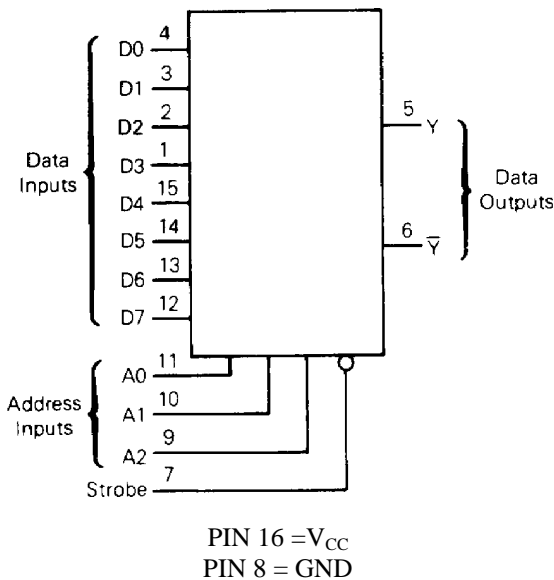 D0 4
D1 3
D2 2
D3 1
D4 15
D5 14
D6 13
D7 12
Data
Inputs
5 Y
6 Y̅
Data
Outputs
A0 11
A1 10
A2 9
Address
Inputs
Strobe 7
PIN 16 =VCC
PIN 8 = GND